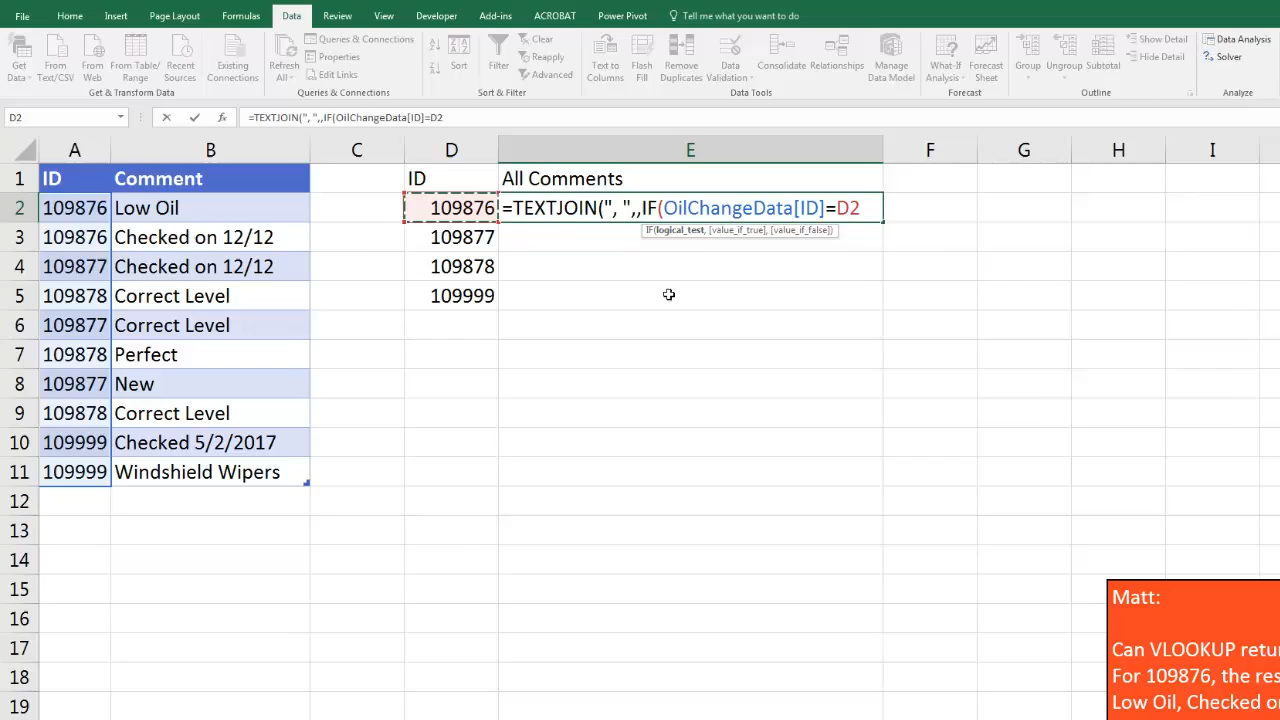 File Home Insert Page Layout Formulas Data Review View Developer Add-ins ACROBAT Power Pivot Tell me what you want to do
Get Data
From Text/CSV
From Web
From Table/ Range
Recent Sources
Existing Connections
Get & Transform Data
Refresh All
Queries & Connections
Properties
Edit Links
Queries & Connections
Sort
Filter
Clear
Reapply
Advanced
Sort & Filter
Text to Columns
Flash Fill
Remove Duplicates
Data Validation
Consolidate
Relationships
Manage Data Model
Data Tools
What-If Analysis
Forecast Sheet
Forecast
Group
Ungroup
Subtotal
Show Detail
Hide Detail
Outline
Data Analysis
Solver
Analyze
D2 fx =TEXTJOIN(", ",,IF(OilChangeData[ID]=D2
A B C D E F G H I
1 ID Comment ID All Comments
2 109876 Low Oil 109876 =TEXTJOIN(", ",,IF(OilChangeData[ID]=D2
IF(logical_test, [value_if_true], [value_if_false])
3 109876 Checked on 12/12 109877
4 109877 Checked on 12/12 109878
5 109878 Correct Level 109999
6 109877 Correct Level
7 109878 Perfect
8 109877 New
9 109878 Correct Level
10 109999 Checked 5/2/2017
11 109999 Windshield Wipers
12
13
14
15
16
17
18
19
Matt:
Can VLOOKUP retu
For 109876, the res
Low Oil, Checked o